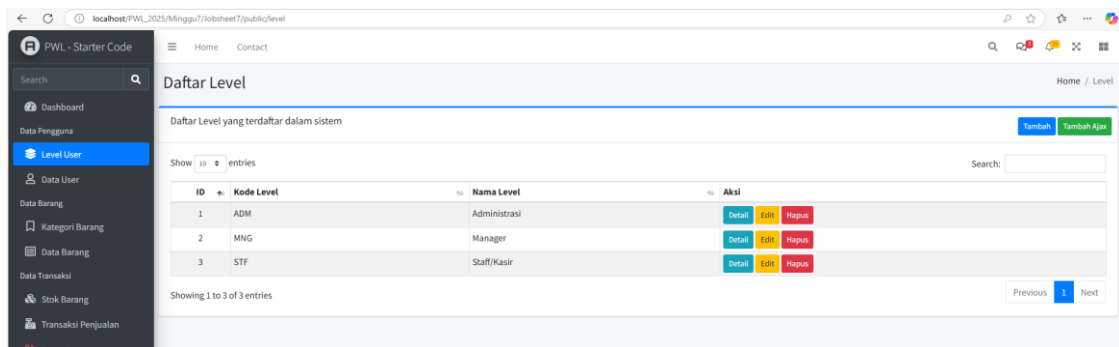 localhost/PWL_2025/Minggu7/Jobsheet7/public/level
PWL - Starter Code
Home Contact
Search
Daftar Level
Home / Level
Dashboard
Data Pengguna
Daftar Level yang terdaftar dalam sistem
Tambah Tambah Ajax
Level User
Show 10 entries
Search:
Data User
ID Kode Level Nama Level Aksi
Data Barang
1 ADM Administrasi Detail Edit Hapus
Kategori Barang
2 MNG Manager Detail Edit Hapus
Data Barang
3 STF Staff/Kasir Detail Edit Hapus
Data Transaksi
Showing 1 to 3 of 3 entries
Previous 1 Next
Stok Barang
Transaksi Penjualan